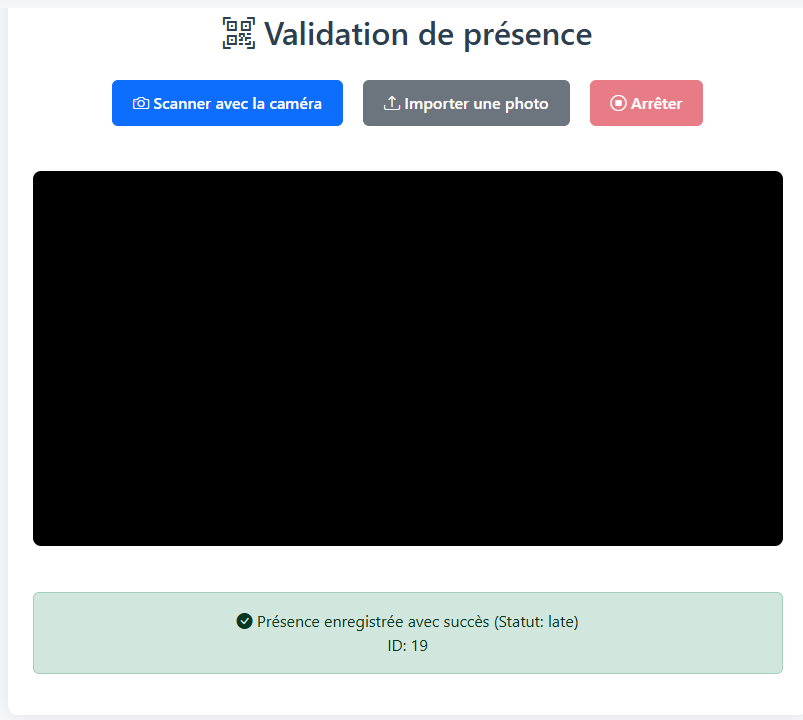 Validation de présence
Scanner avec la caméra
Importer une photo
Arrêter
Présence enregistrée avec succès (Statut: late)
ID: 19